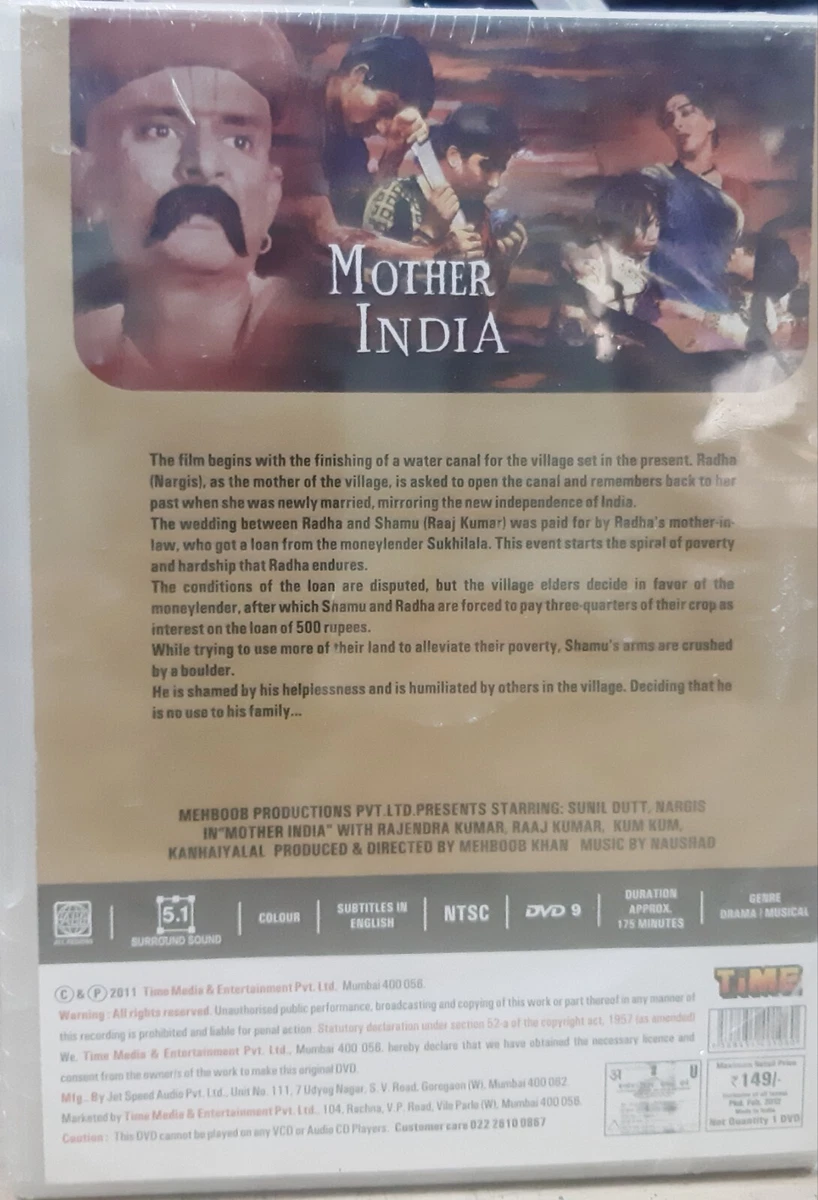 MOTHER
INDIA
The film begins with the finishing of a water canal for the village set in the present. Radha
(Nargis), as the mother of the village, is asked to open the canal and remembers back to her
past when she was newly married, mirroring the new independence of India.
The wedding between Radha and Shamu (Raaj Kumar) was paid for by Radha's mother-in-
law, who got a loan from the moneylender Sukhilala. This event starts the spiral of poverty
and hardship that Radha endures.
The conditions of the loan are disputed, but the village elders decide in favor of the
moneylender, after which Shamu and Radha are forced to pay three-quarters of their crop as
interest on the loan of 500 rupees.
While trying to use more of their land to alleviate their poverty, Shamu's arms are crushed
by a boulder.
He is shamed by his helplessness and is humiliated by others in the village. Deciding that he
is no use to his family...
MEHBOOB PRODUCTIONS PVT.LTD.PRESENTS STARRING: SUNIL DUTT, NARGIS
IN"MOTHER INDIA" WITH RAJENDRA KUMAR, RAAJ KUMAR, KUM KUM,
KANHAIYALAL PRODUCED & DIRECTED BY MEHBOOB KHAN MUSIC BY NAUSHAD
5.1
SURROUND SOUND
COLOUR
SUBTITLES IN
ENGLISH
NTSC
DVD 9
DURATION
APPROX.
175 MINUTES
GENRE
DRAMA / MUSICAL
TiME
© & ℗ 2011 Time Media & Entertainment Pvt. Ltd. Mumbai 400 056.
Warning : All rights reserved. Unauthorised public performance, broadcasting and copying of this work or part thereof in any manner of
this recording is prohibited and liable for penal action. Statutory declaration under section 52-a of the copyright act, 1957 (as amended)
We, Time Media & Entertainment Pvt. Ltd., Mumbai 400 056. hereby declare that we have obtained the necessary licence and
consent from the owner/s of the work to make this original DVD.
Mfg.. By Jet Speed Audio Pvt. Ltd., Unit No. 111, 7 Udyog Nagar, S. V. Road, Goregaon (W), Mumbai 400 062.
Marketed by Time Media & Entertainment Pvt. Ltd., 104, Rachna, V.P. Road, Vile Parle (W), Mumbai 400 056.
Caution : This DVD cannot be played on any VCD or Audio CD Players. Customer care 022 2610 0867
अ U
Maximum Retail Price
₹ 149/-
Inclusive of all taxes
Pkd. Feb. 2012
Made in India
Net Quantity 1 DVD